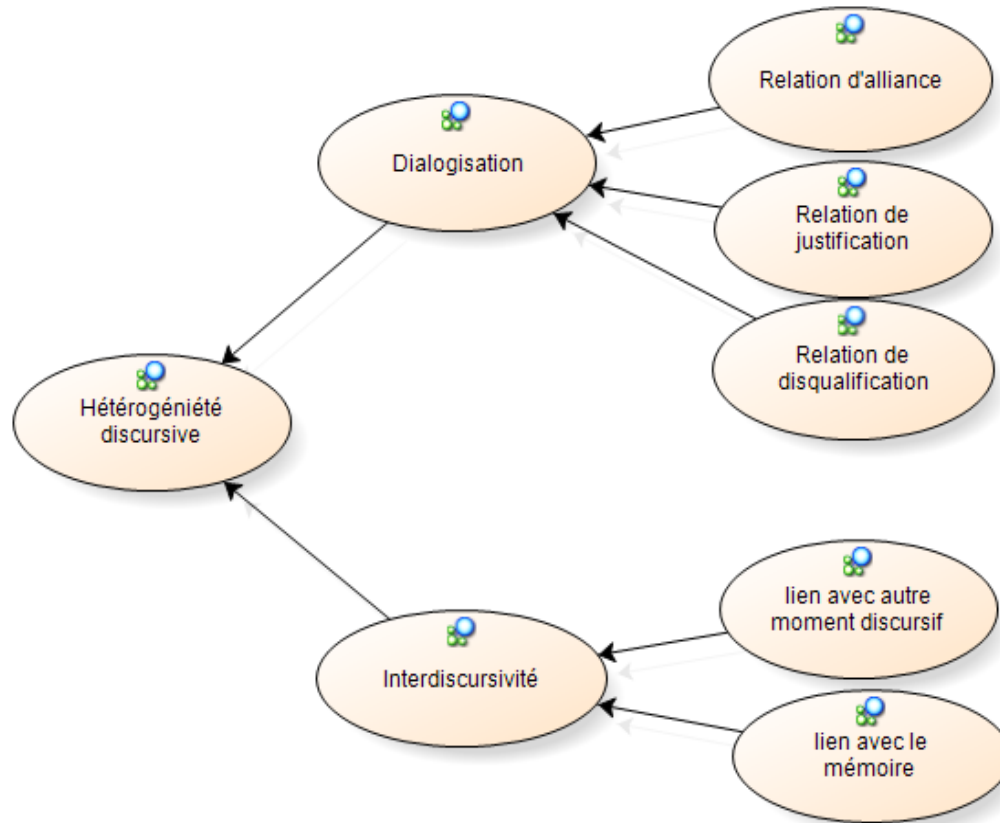 Relation d'alliance
Dialogisation
Relation de
justification
Relation de
disqualification
Hétérogéniété
discursive
lien avec autre
moment discursif
Interdiscursivité
lien avec le
mémoire